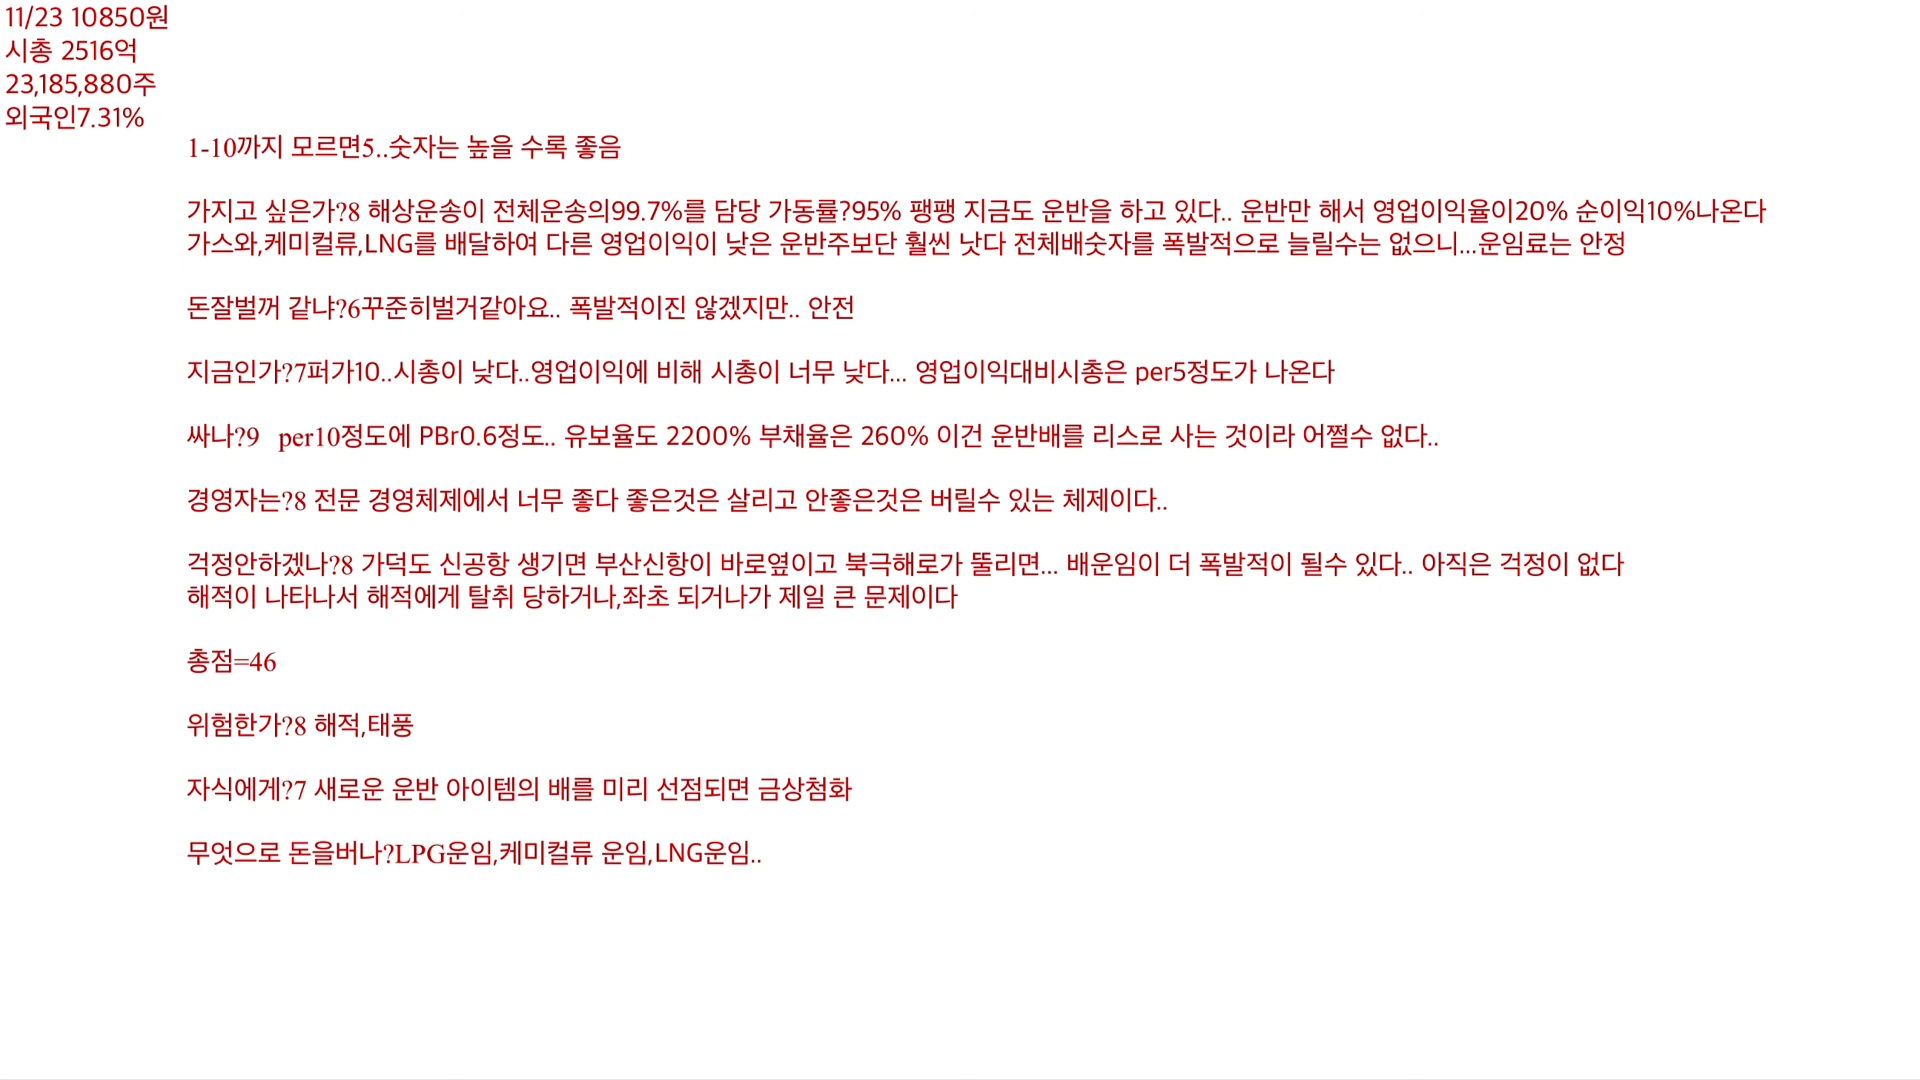 11/23 10850원
시총 2516억
23,185,880주
외국인7.31%
1-10까지 모르면5..숫자는 높을 수록 좋음
가지고 싶은가?8 해상운송이 전체운송의99.7%를 담당 가동률?95% 팽팽 지금도 운반을 하고 있다.. 운반만 해서 영업이익율이20% 순이익10%나온다
가스와,케미컬류,LNG를 배달하여 다른 영업이익이 낮은 운반주보단 훨씬 낫다 전체배숫자를 폭발적으로 늘릴수는 없으니...운임료는 안정
돈잘벌꺼 같냐?6꾸준히벌거같아요.. 폭발적이진 않겠지만.. 안전
지금인가?7퍼가10..시총이 낮다..영업이익에 비해 시총이 너무 낮다... 영업이익대비시총은 per5정도가 나온다
싸나?9 per10정도에 PBr0.6정도.. 유보율도 2200% 부채율은 260% 이건 운반배를 리스로 사는 것이라 어쩔수 없다..
경영자는?8 전문 경영체제에서 너무 좋다 좋은것은 살리고 안좋은것은 버릴수 있는 체제이다..
걱정안하겠나?8 가덕도 신공항 생기면 부산신항이 바로옆이고 북극해로가 뚤리면... 배운임이 더 폭발적이 될수 있다.. 아직은 걱정이 없다
해적이 나타나서 해적에게 탈취 당하거나,좌초 되거나가 제일 큰 문제이다
총점=46
위험한가?8 해적,태풍
자식에게?7 새로운 운반 아이템의 배를 미리 선점되면 금상첨화
무엇으로 돈을버나?LPG운임,케미컬류 운임,LNG운임..